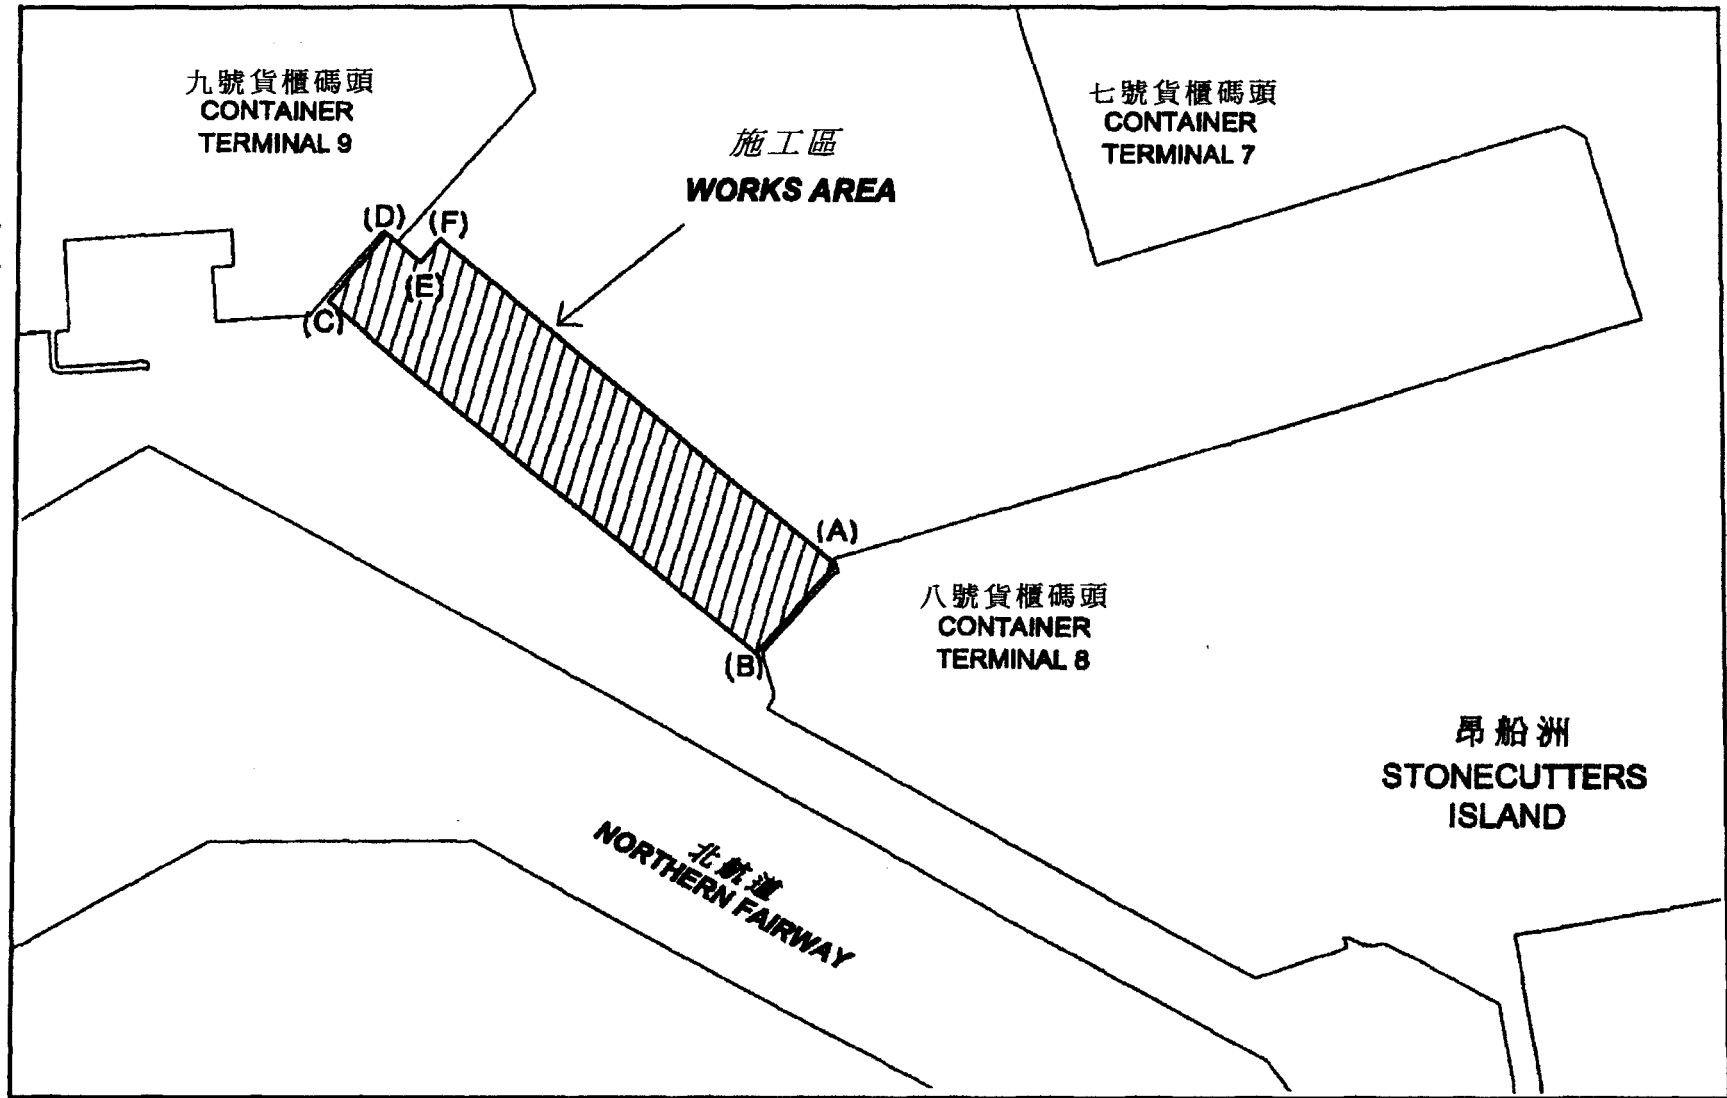 九號貨櫃碼頭
CONTAINER
TERMINAL 9
七號貨櫃碼頭
CONTAINER
TERMINAL 7
施工區
WORKS AREA
(D)
(F)
(E)
(C)
(A)
(B)
八號貨櫃碼頭
CONTAINER
TERMINAL 8
昂船洲
STONECUTTERS
ISLAND
北航道
NORTHERN FAIRWAY